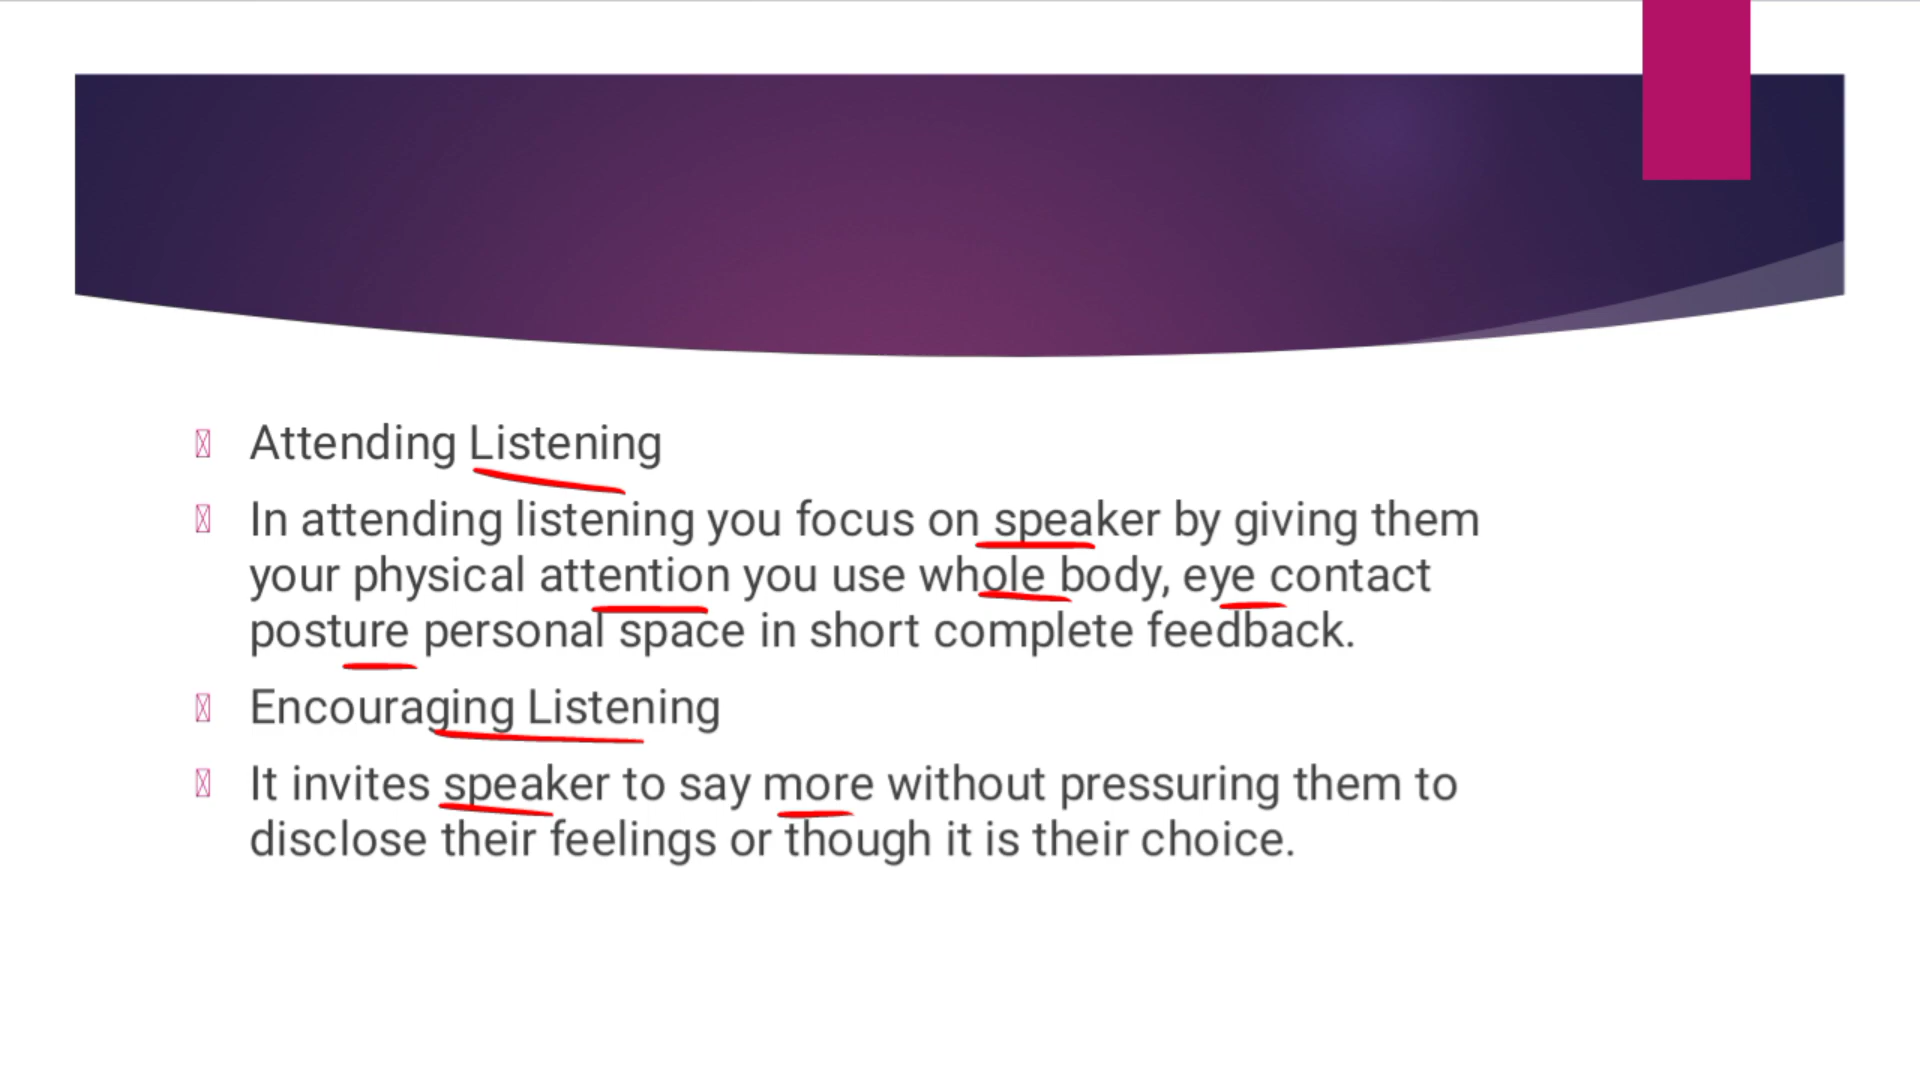 Attending Listening
In attending listening you focus on speaker by giving them
your physical attention you use whole body, eye contact
posture personal space in short complete feedback.
Encouraging Listening
It invites speaker to say more without pressuring them to
disclose their feelings or though it is their choice.